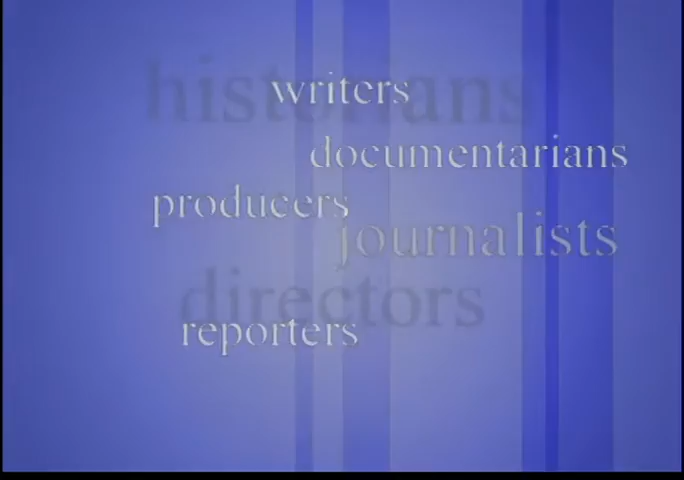 historians
writers
documentarians
producers
journalists
directors
reporters